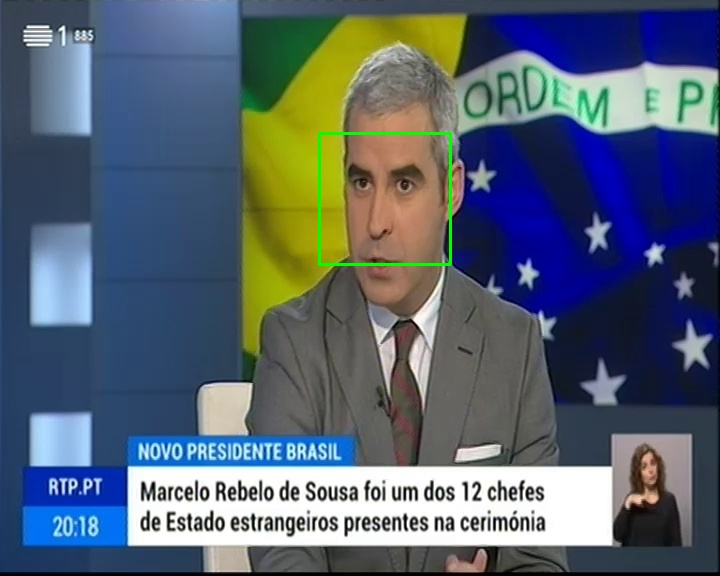 1 885
ORDEM E P
NOVO PRESIDENTE BRASIL
RTP.PT
Marcelo Rebelo de Sousa foi um dos 12 chefes
20:18
de Estado estrangeiros presentes na cerimónia